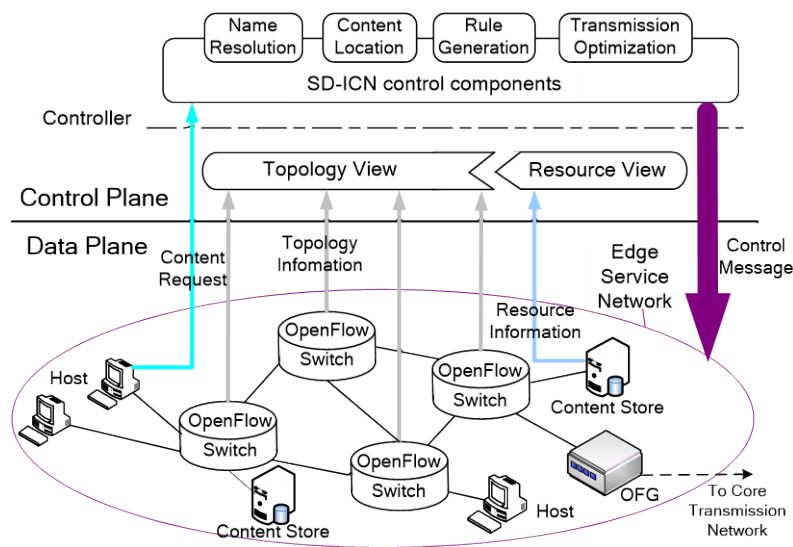 Name
Resolution
Content
Location
Rule
Generation
Transmission
Optimization
SD-ICN control components
Controller
Topology View
Resource View
Control Plane
Data Plane
Content
Request
Topology
Infomation
Edge
Service
Network
Control
Message
Resource
Information
OpenFlow
Switch
OpenFlow
Switch
Host
Content Store
OpenFlow
Switch
OpenFlow
Switch
Content Store
Host
OFG
To Core
Transmission
Network